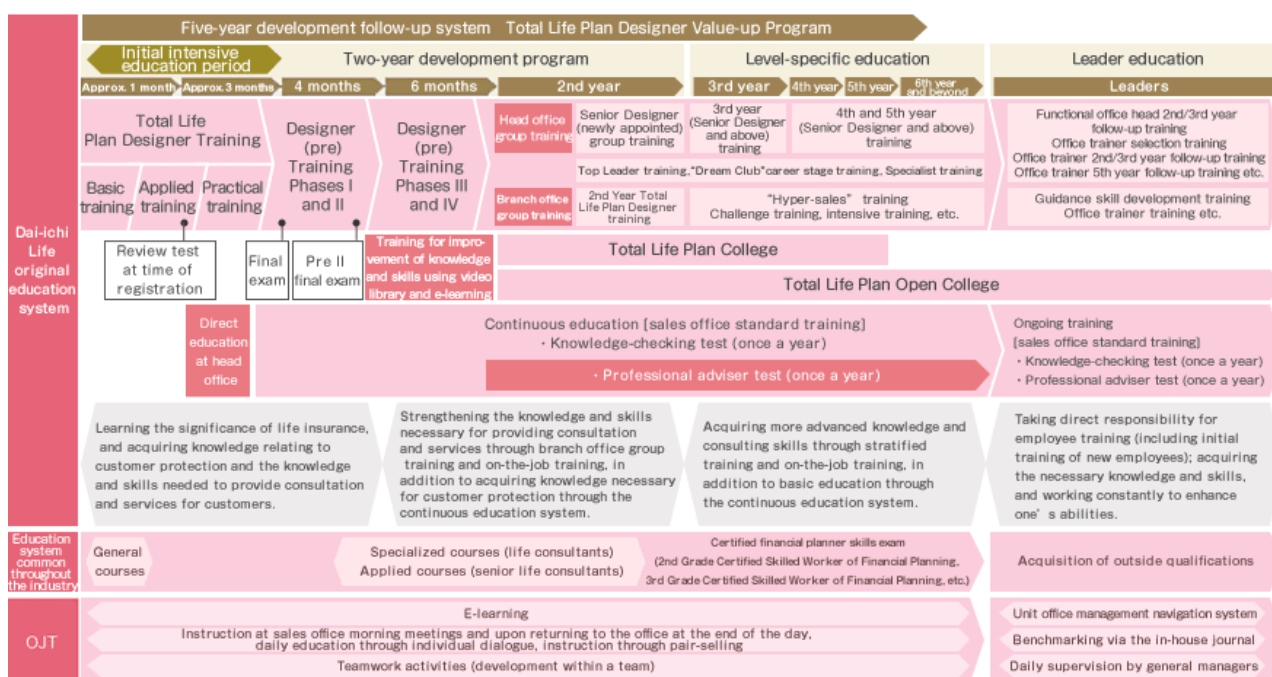 Five-year development follow-up system Total Life Plan Designer Value-up Program
Initial intensive
education period
Two-year development program
Level-specific education
Leader education
Approx. 1 month
Approx. 3 months
4 months
6 months
2nd year
3rd year
4th year
5th year
6th year
and beyond
Leaders
Dai-ichi
Life
original
education
system
Total Life
Plan Designer Training
Basic
training
Applied
training
Practical
training
Designer
(pre)
Training
Phases I
and II
Designer
(pre)
Training
Phases III
and IV
Head office
group training
Senior Designer
(newly appointed)
group training
3rd year
(Senior Designer
and above)
training
4th and 5th year
(Senior Designer and above)
training
Top Leader training,"Dream Club"career stage training, Specialist training
Branch office
group training
2nd Year Total
Life Plan Designer
training
"Hyper-sales" training
Challenge training, intensive training, etc.
Functional office head 2nd/3rd year
follow-up training
Office trainer selection training
Office trainer 2nd/3rd year follow-up training
Office trainer 5th year follow-up training etc.
Guidance skill development training
Office trainer training etc.
Review test
at time of
registration
Final
exam
Pre II
final exam
Training for impro-
vement of knowledge
and skills using video
library and e-learning
Total Life Plan College
Total Life Plan Open College
Direct
education
at head
office
Continuous education [sales office standard training]
・Knowledge-checking test (once a year)
・Professional adviser test (once a year)
Ongoing training
[sales office standard training]
・Knowledge-checking test (once a year)
・Professional adviser test (once a year)
Learning the significance of life insurance,
and acquiring knowledge relating to
customer protection and the knowledge
and skills needed to provide consultation
and services for customers.
Strengthening the knowledge and skills
necessary for providing consultation
and services through branch office group
training and on-the-job training, in
addition to acquiring knowledge necessary
for customer protection through the
continuous education system.
Acquiring more advanced knowledge and
consulting skills through stratified
training and on-the-job training, in
addition to basic education through
the continuous education system.
Taking direct responsibility for
employee training (including initial
training of new employees); acquiring
the necessary knowledge and skills,
and working constantly to enhance
one's abilities.
Education
system
common
throughout
the industry
General
courses
Specialized courses (life consultants)
Applied courses (senior life consultants)
Certified financial planner skills exam
(2nd Grade Certified Skilled Worker of Financial Planning,
3rd Grade Certified Skilled Worker of Financial Planning, etc.)
Acquisition of outside qualifications
OJT
E-learning
Instruction at sales office morning meetings and upon returning to the office at the end of the day,
daily education through individual dialogue, instruction through pair-selling
Teamwork activities (development within a team)
Unit office management navigation system
Benchmarking via the in-house journal
Daily supervision by general managers